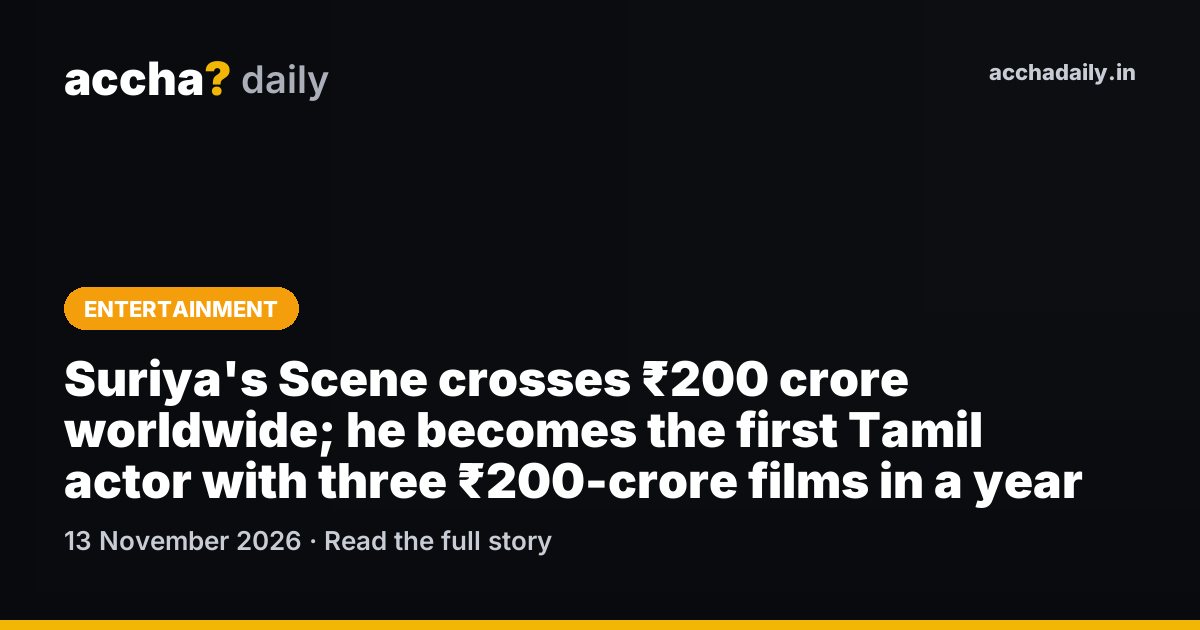 accha? daily
acchadaily.in
ENTERTAINMENT
Suriya's Scene crosses ₹200 crore
worldwide; he becomes the first Tamil
actor with three ₹200-crore films in a year
13 November 2026 · Read the full story